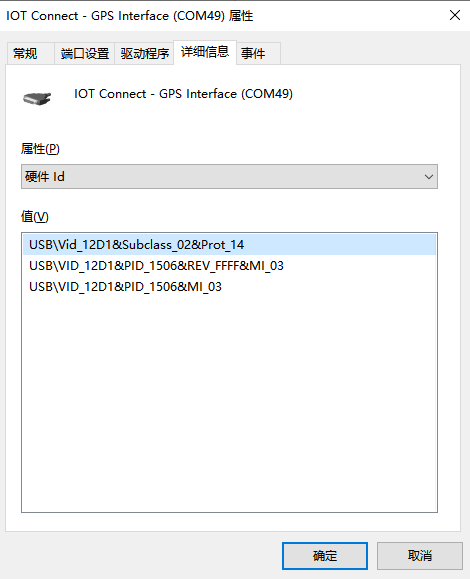 IOT Connect - GPS Interface (COM49) 属性
常规 端口设置 驱动程序 详细信息 事件
IOT Connect - GPS Interface (COM49)
属性(P)
硬件 Id
值(V)
USB\Vid_12D1&Subclass_02&Prot_14
USB\VID_12D1&PID_1506&REV_FFFF&MI_03
USB\VID_12D1&PID_1506&MI_03
确定 取消